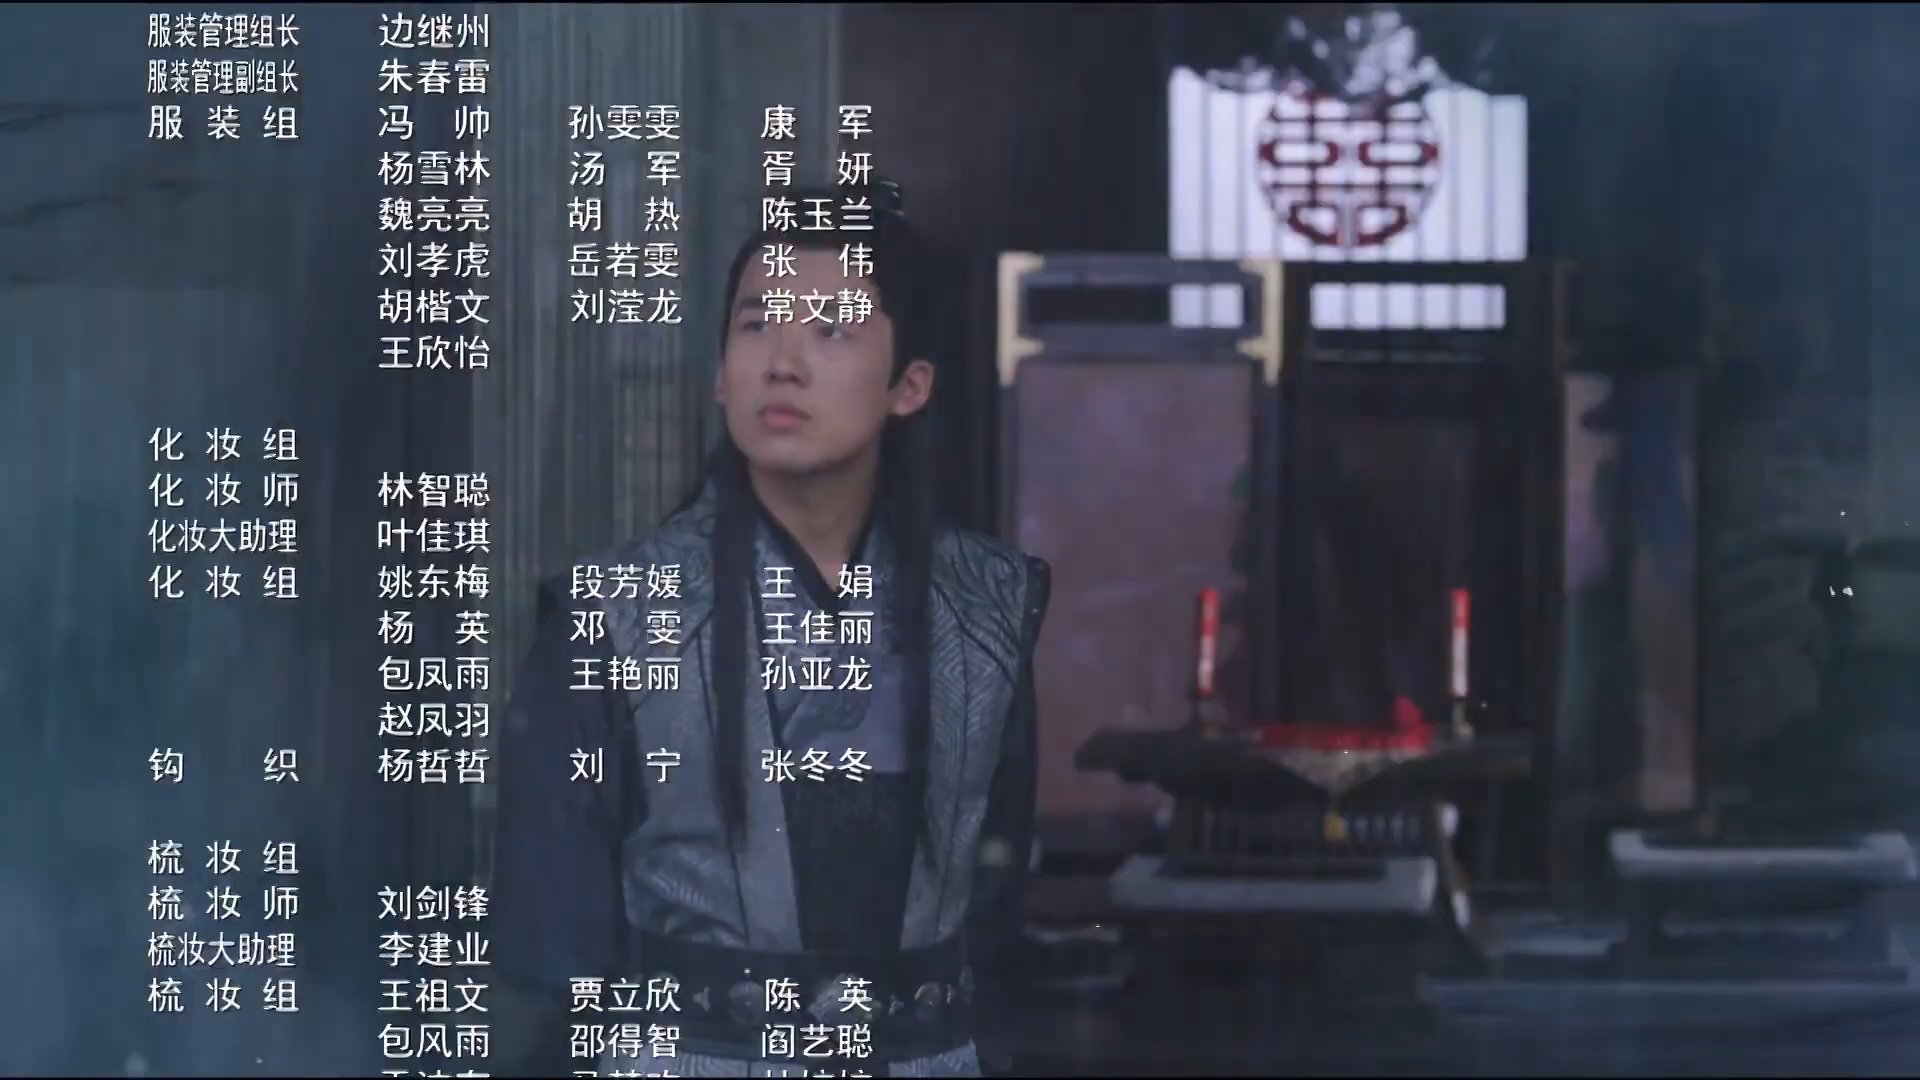 服装管理组长 边继州
服装管理副组长 朱春雷
服装组 冯帅 孙雯雯 康军
杨雪林 汤军 胥妍
魏亮亮 胡热 陈玉兰
刘孝虎 岳若雯 张伟
胡楷文 刘滢龙 常文静
王欣怡
化妆组
化妆师 林智聪
化妆大助理 叶佳琪
化妆组 姚东梅 段芳媛 王娟
杨英 邓雯 王佳丽
包凤雨 王艳丽 孙亚龙
赵凤羽
钩织 杨哲哲 刘宁 张冬冬
梳妆组
梳妆师 刘剑锋
梳妆大助理 李建业
梳妆组 王祖文 贾立欣 陈英
包风雨 邵得智 阎艺聪